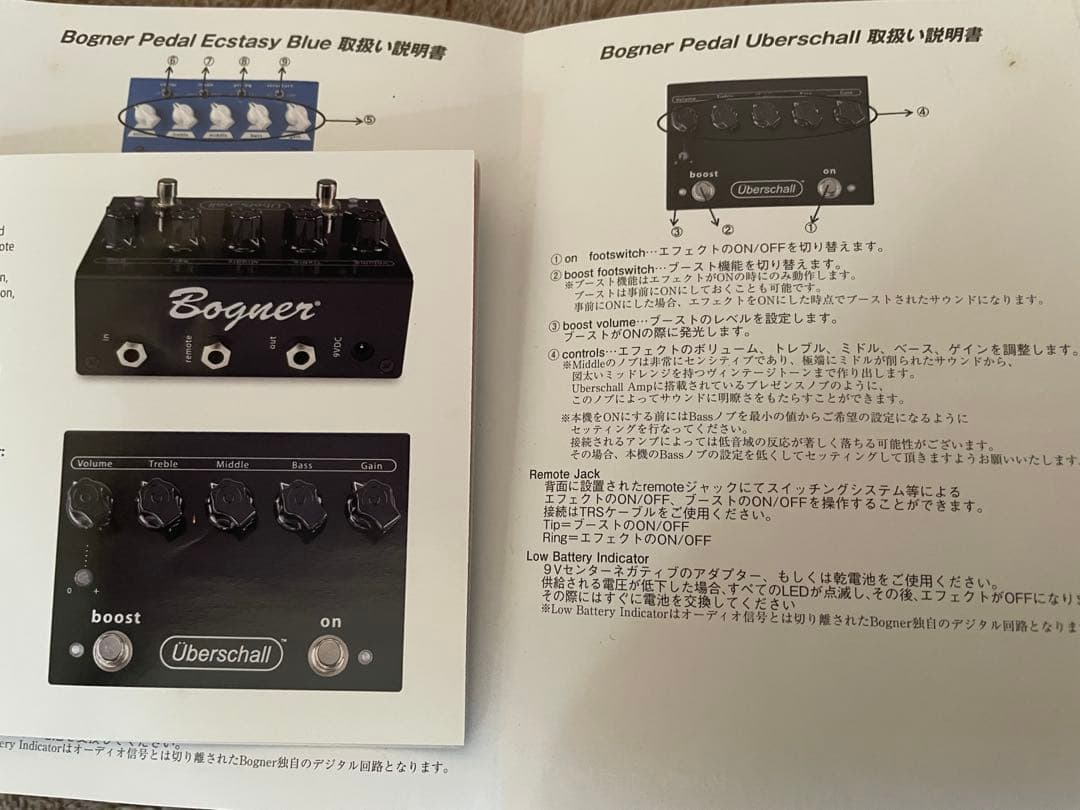 Bogner Pedal Ecstasy Blue 取扱い説明書
⑥ ⑦ ⑧ ⑨
⑤
treble middle bass
Überschall
Bogner®
in
remote
out
9VDC
Volume Treble Middle Bass Gain
0 +
boost
on
Überschall™
ery Indicatorはオーディオ信号とは切り離されたBogner独自のデジタル回路となります。
Bogner Pedal Uberschall 取扱い説明書
Volume Treble Bass Gain
④
boost
on
Überschall
③ ② ①
① on footswitch…エフェクトのON/OFFを切り替えます。
② boost footswitch…ブースト機能を切り替えます。
※ブースト機能はエフェクトがONの時にのみ動作します。
ブーストは事前にONにしておくことも可能です。
事前にONにした場合、エフェクトをONにした時点でブーストされたサウンドになります。
③ boost volume…ブーストのレベルを設定します。
ブーストがONの際に発光します。
④ controls…エフェクトのボリューム、トレブル、ミドル、ベース、ゲインを調整します。
※Middleのノブは非常にセンシティブであり、極端にミドルが削られたサウンドから、
図太いミッドレンジを持つヴィンテージトーンまで作り出します。
Uberschall Ampに搭載されているプレゼンスノブのように、
このノブによってサウンドに明瞭さをもたらすことができます。
※本機をONにする前にはBassノブを最小の値からご希望の設定になるように
セッティングを行なってください。
接続されるアンプによっては低音域の反応が著しく落ちる可能性がございます。
その場合、本機のBassノブの設定を低くしてセッティングして頂きますようお願いいたします
Remote Jack
背面に設置されたremoteジャックにてスイッチングシステム等による
エフェクトのON/OFF、ブーストのON/OFFを操作することができます。
接続はTRSケーブルをご使用ください。
Tip＝ブーストのON/OFF
Ring＝エフェクトのON/OFF
Low Battery Indicator
９Vセンターネガティブのアダプター、もしくは乾電池をご使用ください。
供給される電圧が低下した場合、すべてのLEDが点滅し、その後、エフェクトがOFFになりま
その際にはすぐに電池を交換してください
※Low Battery Indicatorはオーディオ信号とは切り離されたBogner独自のデジタル回路となりま